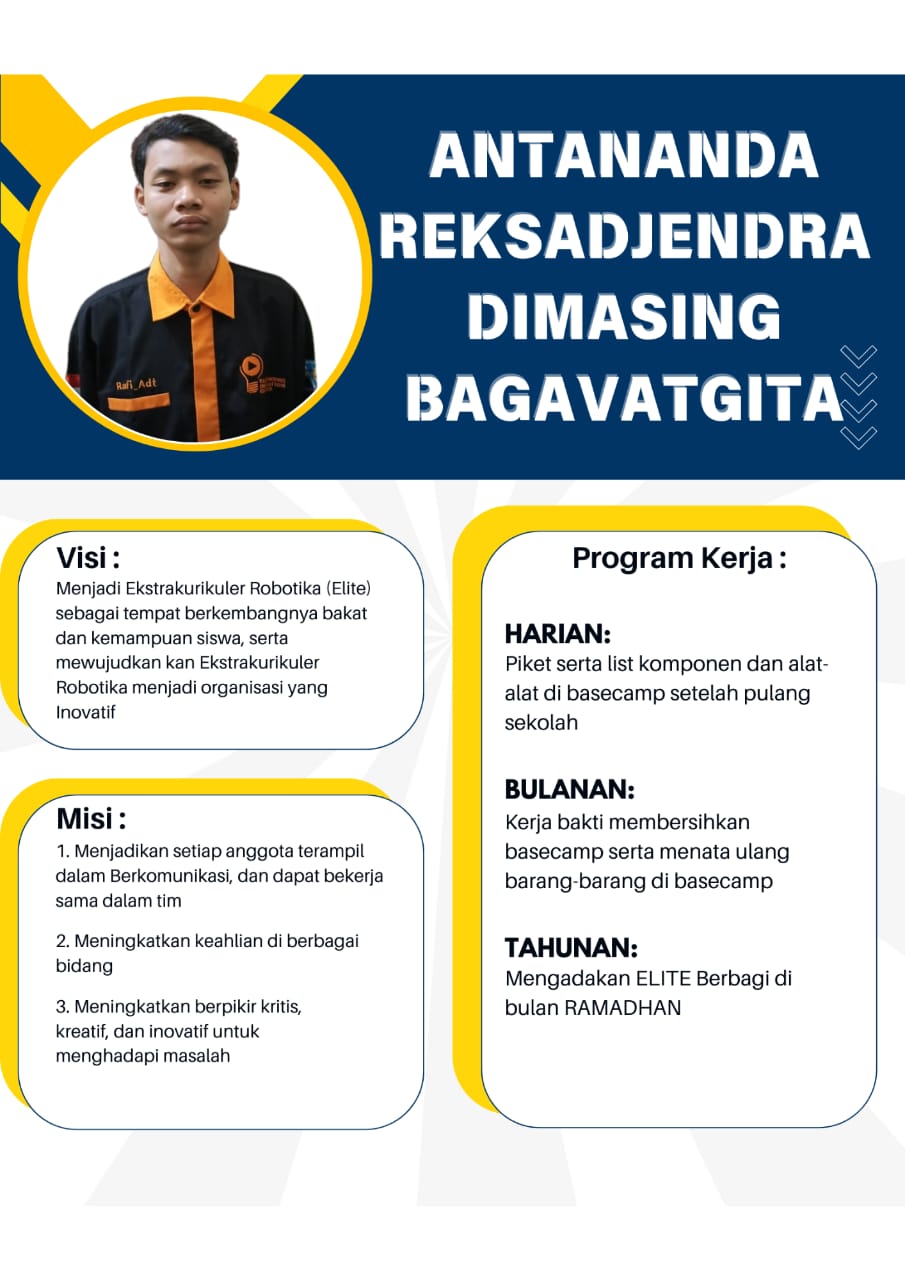 ANTANANDA
REKSADJENDRA
DIMASING
BAGAVATGITA
Rafi_Adt
Visi :
Menjadi Ekstrakurikuler Robotika (Elite)
sebagai tempat berkembangnya bakat
dan kemampuan siswa, serta
mewujudkan kan Ekstrakurikuler
Robotika menjadi organisasi yang
Inovatif
Misi :
1. Menjadikan setiap anggota terampil
dalam Berkomunikasi, dan dapat bekerja
sama dalam tim
2. Meningkatkan keahlian di berbagai
bidang
3. Meningkatkan berpikir kritis,
kreatif, dan inovatif untuk
menghadapi masalah
Program Kerja :
HARIAN:
Piket serta list komponen dan alat-
alat di basecamp setelah pulang
sekolah
BULANAN:
Kerja bakti membersihkan
basecamp serta menata ulang
barang-barang di basecamp
TAHUNAN:
Mengadakan ELITE Berbagi di
bulan RAMADHAN